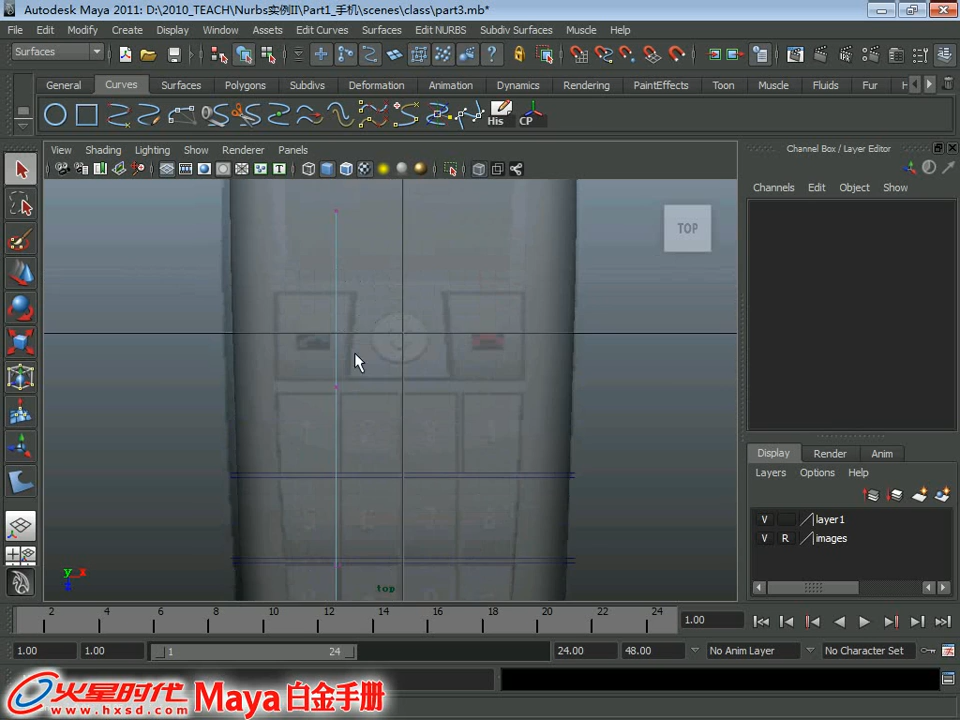 Autodesk Maya 2011: D:\2010_TEACH\Nurbs实例II\Part1_手机\scenes\class\part3.mb*
File Edit Modify Create Display Window Assets Edit Curves Surfaces Edit NURBS Subdiv Surfaces Muscle Help
Surfaces
General Curves Surfaces Polygons Subdivs Deformation Animation Dynamics Rendering PaintEffects Toon Muscle Fluids Fur
His CP
View Shading Lighting Show Renderer Panels
Channel Box / Layer Editor
Channels Edit Object Show
TOP
Display Render Anim
Layers Options Help
V layer1
V R images
y x
top
2 4 6 8 10 12 14 16 18 20 22 24
1.00
1.00 1.00 1 24 24.00 48.00 No Anim Layer No Character Set
火星时代
www.hxsd.com
Maya 白金手册